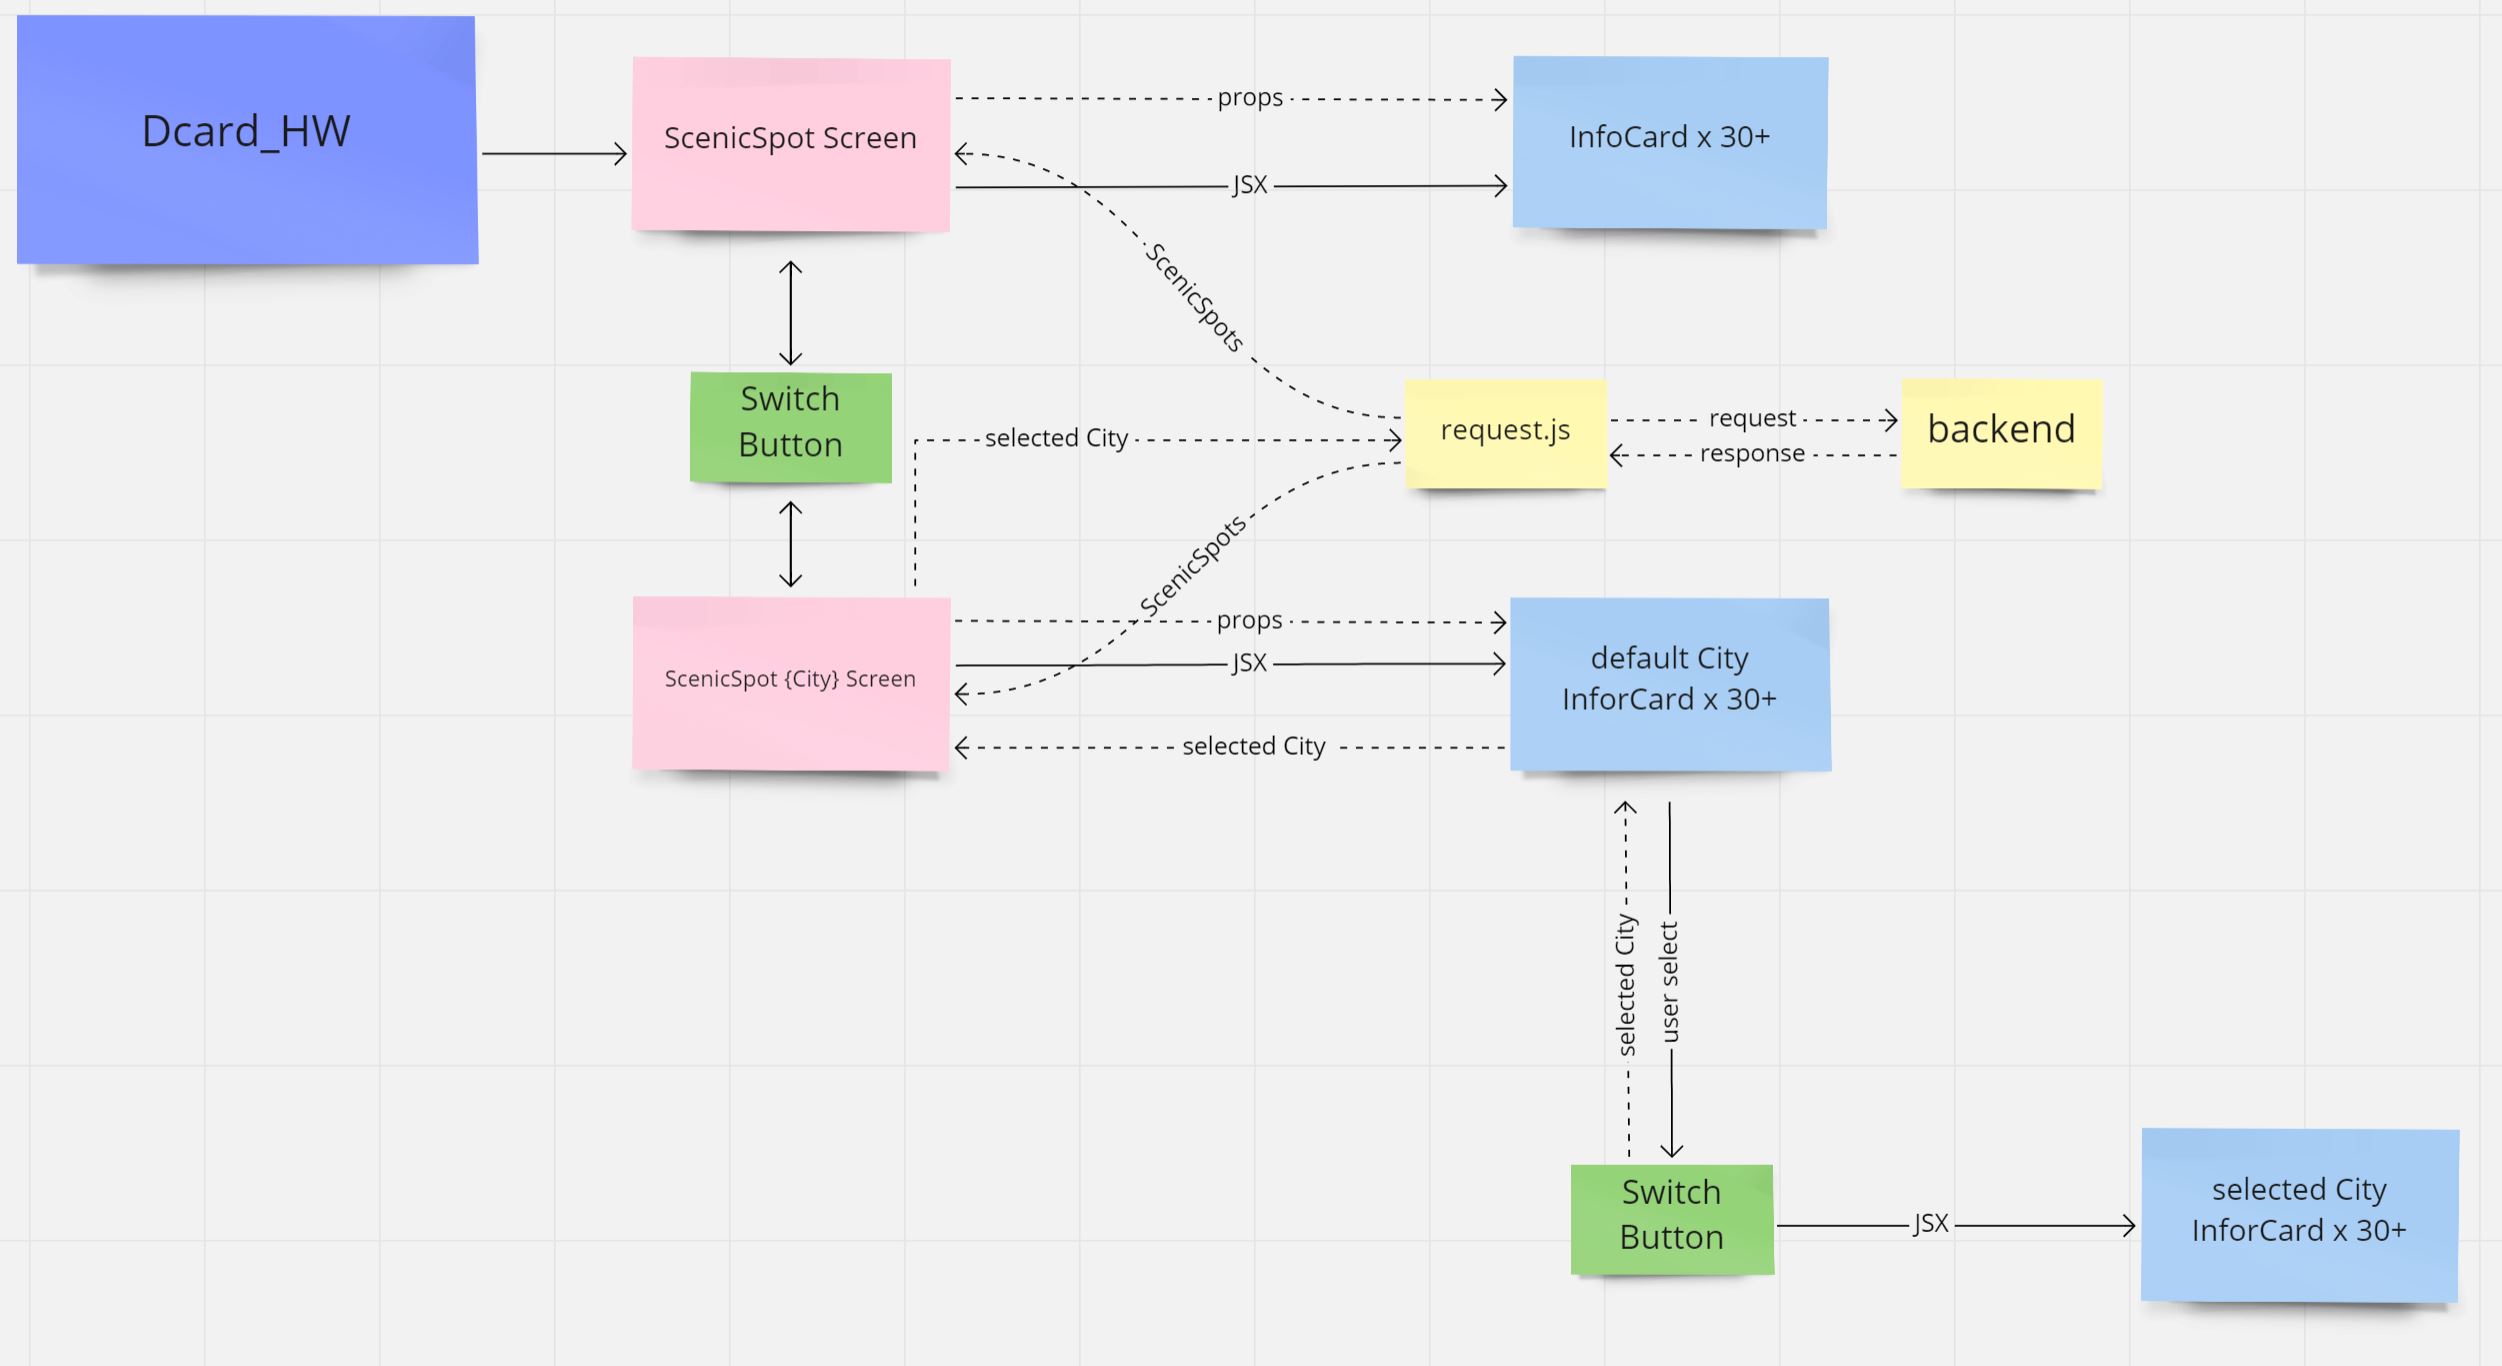 Dcard_HW
ScenicSpot Screen
props
JSX
InfoCard x 30+
ScenicSpots
Switch
Button
selected City
request.js
request
response
backend
ScenicSpots
ScenicSpot {City} Screen
props
JSX
selected City
default City
InforCard x 30+
selected City
user select
Switch
Button
JSX
selected City
InforCard x 30+